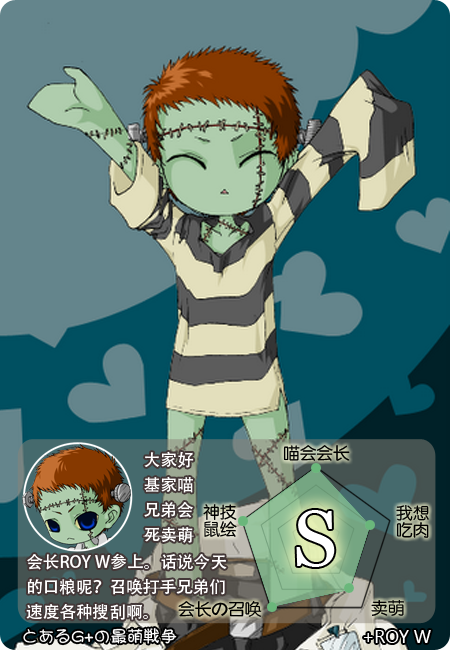 大家好
基家喵
兄弟会
死卖萌
会长ROY W参上。话说今天
的口粮呢？召唤打手兄弟们
速度各种搜刮啊。
喵会会长
神技
鼠绘
我想
吃肉
S
会长の召唤
卖萌
とあるG+の最萌戦争
+ROY W